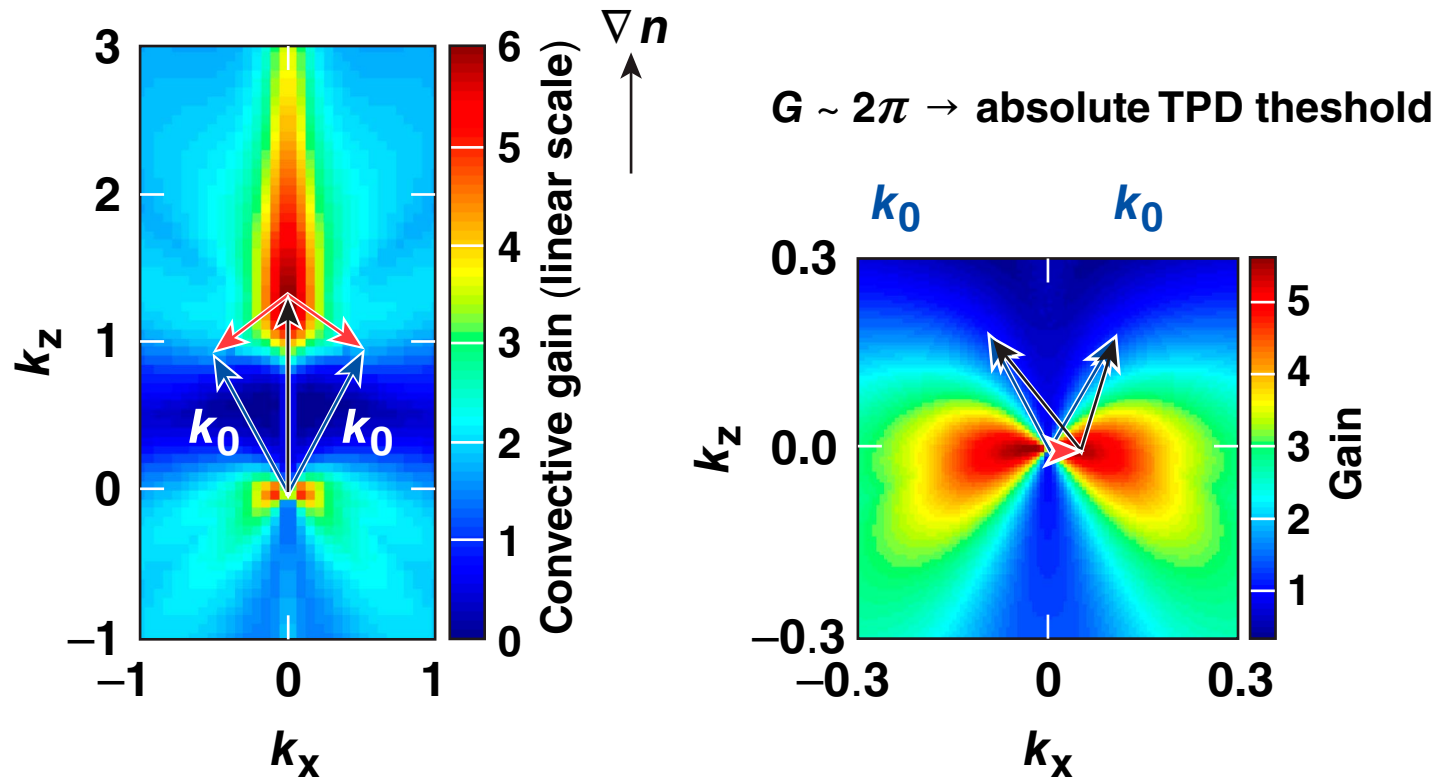 3
2
1
0
−1
k_z
−1
0
1
k_x
k_0
k_0
6
5
4
3
2
1
0
Convective gain (linear scale)
∇n
G ~ 2π → absolute TPD theshold
k_0
k_0
0.3
0.0
−0.3
k_z
−0.3
0
0.3
k_x
5
4
3
2
1
Gain